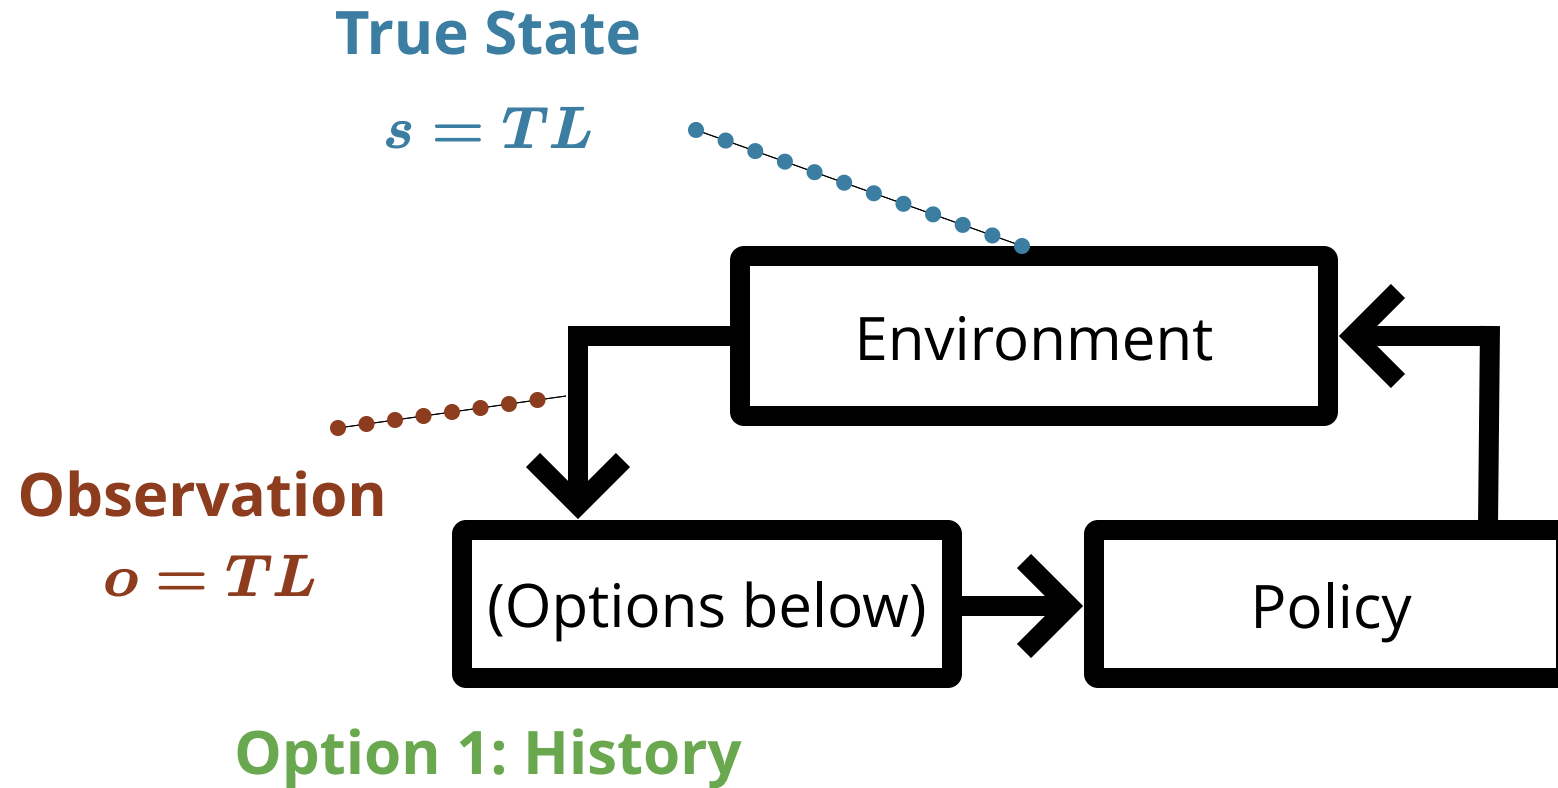 True State
s = TL
Environment
Observation
o = TL
(Options below)
Policy
Option 1: History